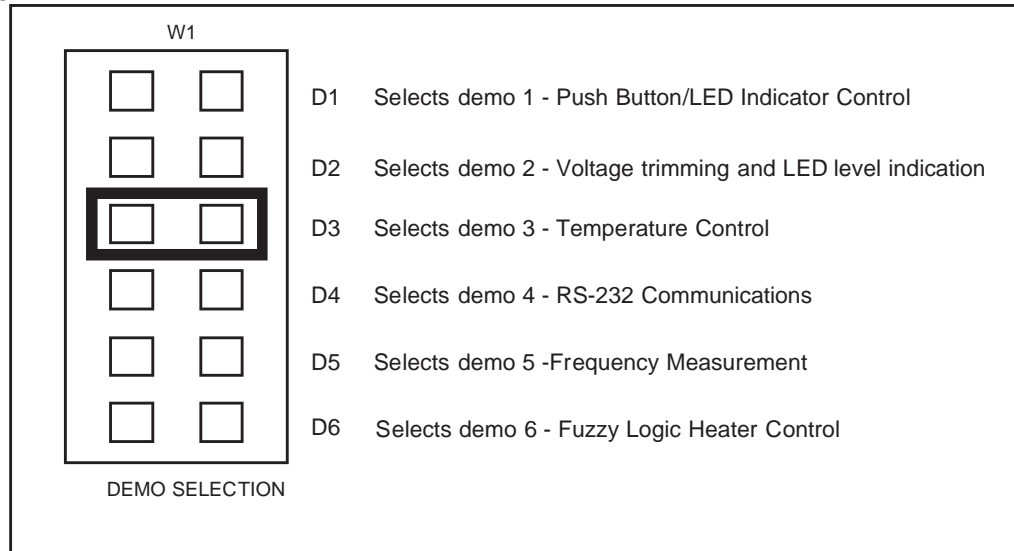 W1
D1 Selects demo 1 - Push Button/LED Indicator Control
D2 Selects demo 2 - Voltage trimming and LED level indication
D3 Selects demo 3 - Temperature Control
D4 Selects demo 4 - RS-232 Communications
D5 Selects demo 5 -Frequency Measurement
D6 Selects demo 6 - Fuzzy Logic Heater Control
DEMO SELECTION